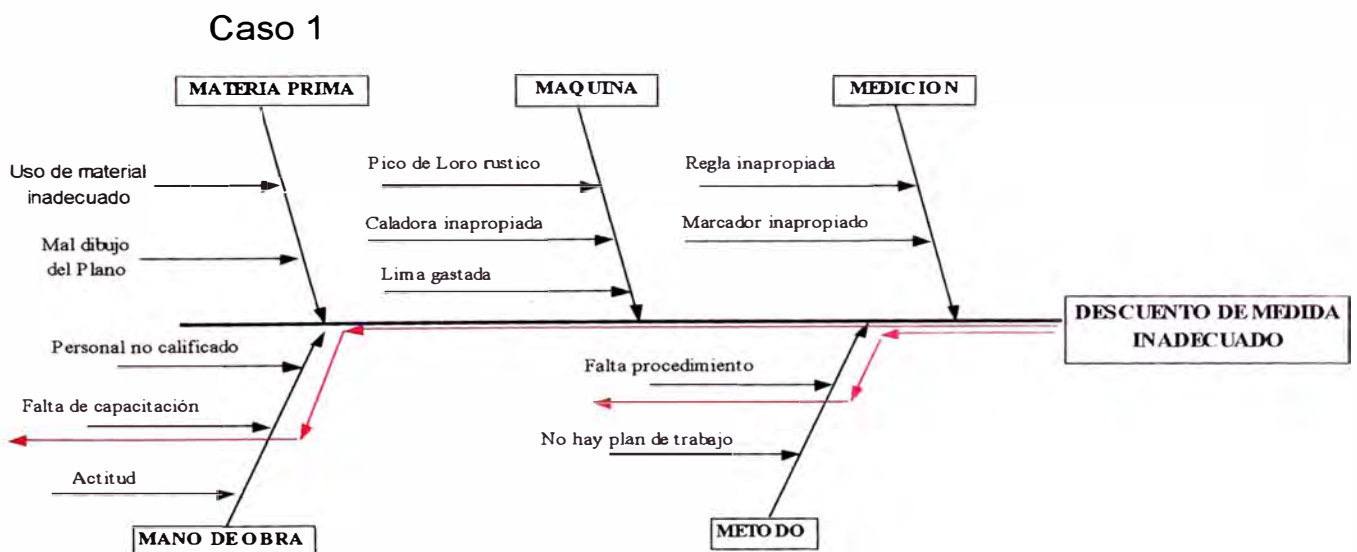 Caso 1
MATERIA PRIMA
MAQUINA
MEDICION
Uso de material
inadecuado
Mal dibujo
del Plano
Pico de Loro rustico
Caladora inapropiada
Lima gastada
Regla inapropiada
Marcador inapropiado
DESCUENTO DE MEDIDA
INADECUADO
Personal no calificado
Falta de capacitación
Actitud
Falta procedimiento
No hay plan de trabajo
MANO DE OBRA
METODO